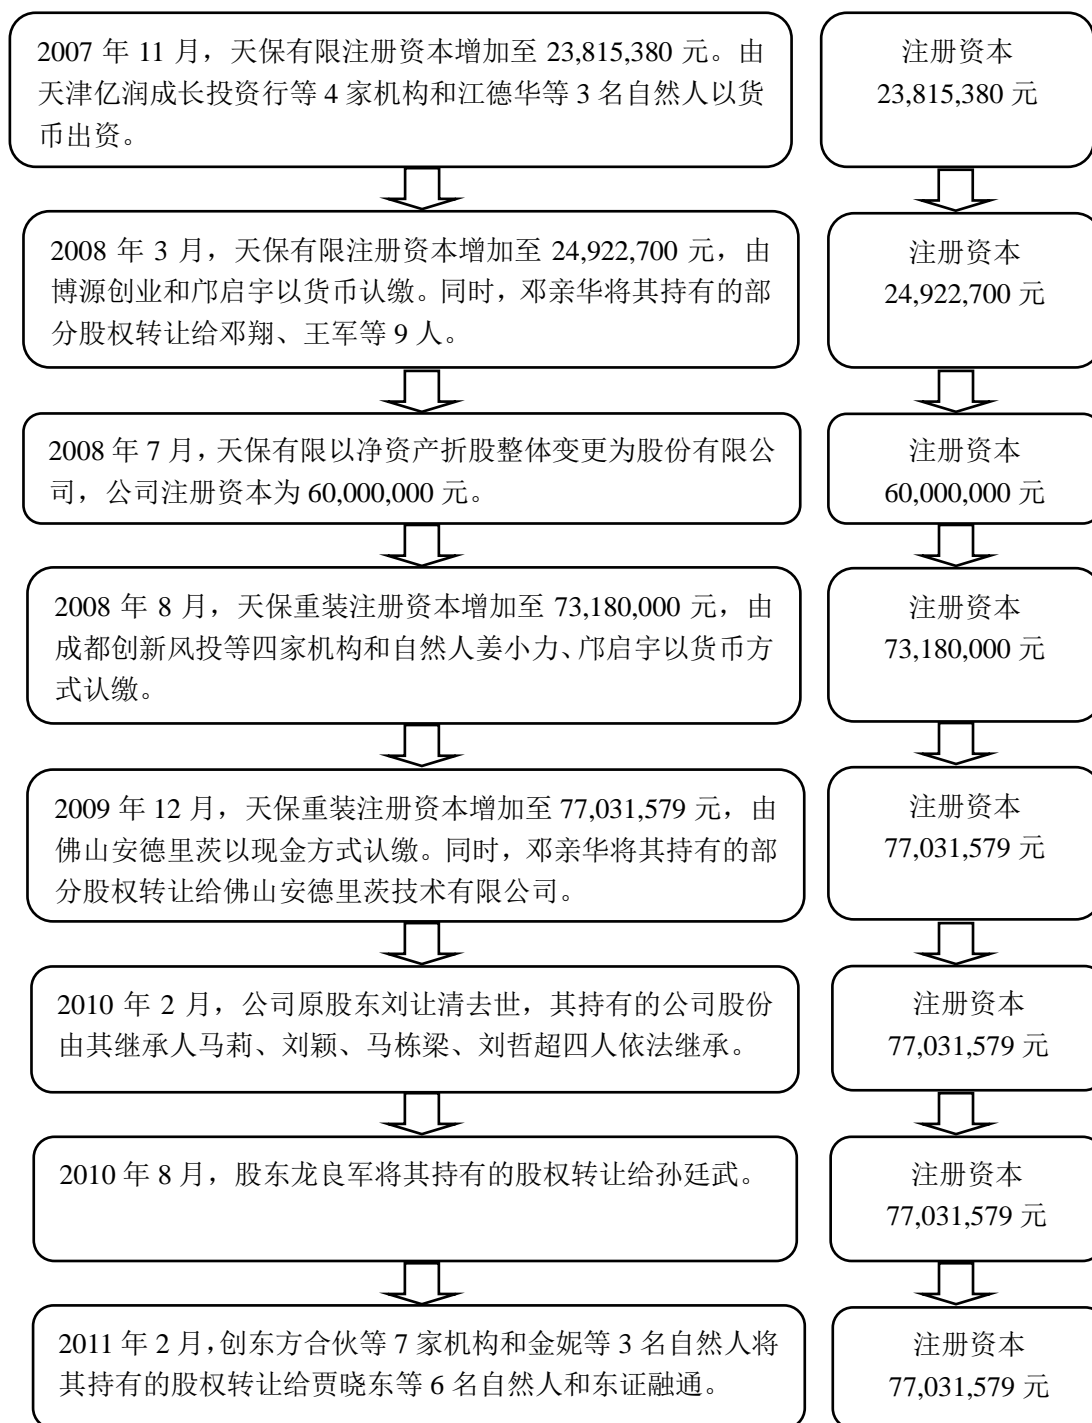 2007 年 11 月，天保有限注册资本增加至 23,815,380 元。由
天津亿润成长投资行等 4 家机构和江德华等 3 名自然人以货
币出资。
注册资本
23,815,380 元
2008 年 3 月，天保有限注册资本增加至 24,922,700 元，由
博源创业和邝启宇以货币认缴。同时，邓亲华将其持有的部
分股权转让给邓翔、王军等 9 人。
注册资本
24,922,700 元
2008 年 7 月，天保有限以净资产折股整体变更为股份有限公
司，公司注册资本为 60,000,000 元。
注册资本
60,000,000 元
2008 年 8 月，天保重装注册资本增加至 73,180,000 元，由
成都创新风投等四家机构和自然人姜小力、邝启宇以货币方
式认缴。
注册资本
73,180,000 元
2009 年 12 月，天保重装注册资本增加至 77,031,579 元，由
佛山安德里茨以现金方式认缴。同时，邓亲华将其持有的部
分股权转让给佛山安德里茨技术有限公司。
注册资本
77,031,579 元
2010 年 2 月，公司原股东刘让清去世，其持有的公司股份
由其继承人马莉、刘颖、马栋梁、刘哲超四人依法继承。
注册资本
77,031,579 元
2010 年 8 月，股东龙良军将其持有的股权转让给孙廷武。
注册资本
77,031,579 元
2011 年 2 月，创东方合伙等 7 家机构和金妮等 3 名自然人将
其持有的股权转让给贾晓东等 6 名自然人和东证融通。
注册资本
77,031,579 元